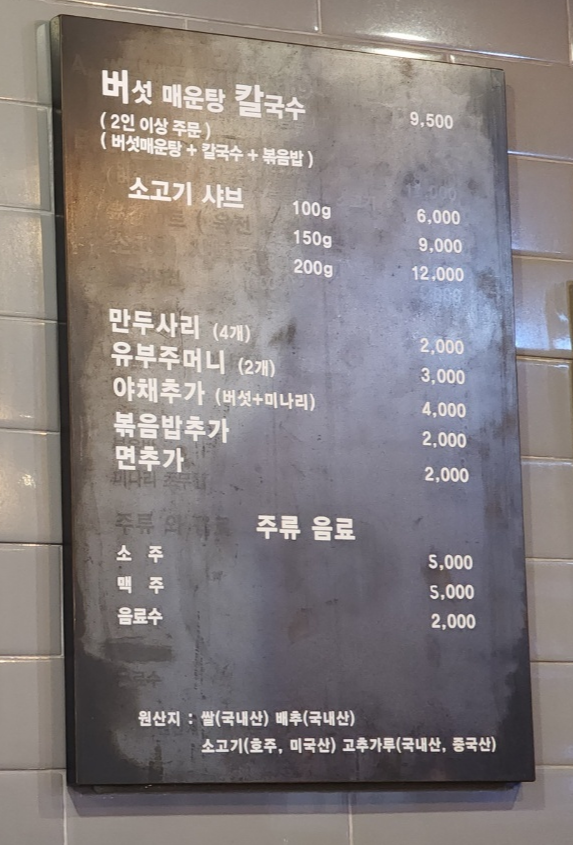 버섯 매운탕 칼국수 9,500
( 2인 이상 주문 )
( 버섯매운탕 + 칼국수 + 볶음밥 )
소고기 샤브 100g 6,000
150g 9,000
200g 12,000
만두사리 (4개) 2,000
유부주머니 (2개) 3,000
야채추가 (버섯+미나리) 4,000
볶음밥추가 2,000
면추가 2,000
주류 음료
소 주 5,000
맥 주 5,000
음료수 2,000
원산지 : 쌀(국내산) 배추(국내산)
소고기(호주, 미국산) 고추가루(국내산, 중국산)